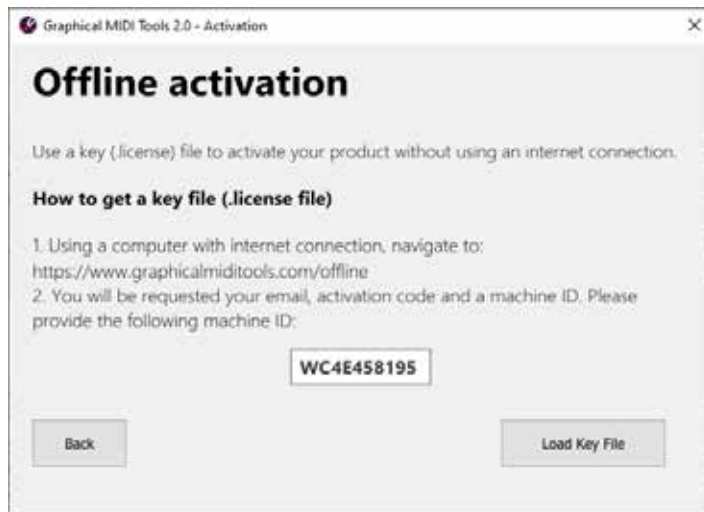 Graphical MIDI Tools 2.0 - Activation
Offline activation
Use a key (.license) file to activate your product without using an internet connection.
How to get a key file (.license file)
1. Using a computer with internet connection, navigate to:
https://www.graphicalmiditools.com/offline
2. You will be requested your email, activation code and a machine ID. Please
provide the following machine ID:
WC4E458195
Back
Load Key File